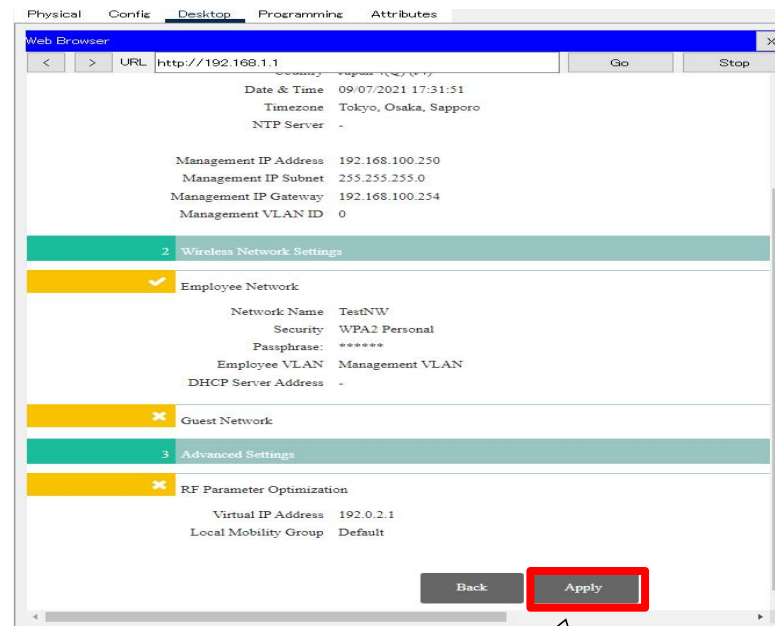 Physical Config Desktop Programming Attributes
Web Browser ×
< > URL http://192.168.1.1 Go Stop
Date & Time 09/07/2021 17:31:51
Timezone Tokyo, Osaka, Sapporo
NTP Server -
Management IP Address 192.168.100.250
Management IP Subnet 255.255.255.0
Management IP Gateway 192.168.100.254
Management VLAN ID 0
2 Wireless Network Settings
Employee Network
Network Name TestNW
Security WPA2 Personal
Passphrase: ******
Employee VLAN Management VLAN
DHCP Server Address -
Guest Network
3 Advanced Settings
RF Parameter Optimization
Virtual IP Address 192.0.2.1
Local Mobility Group Default
Back Apply